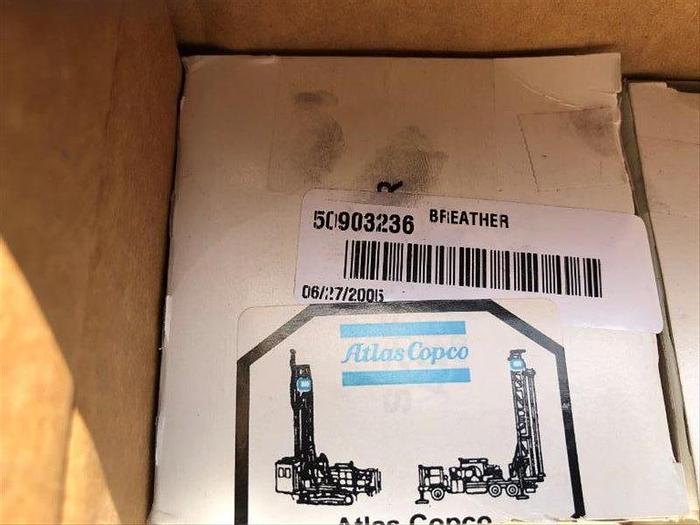 R
50903236 BREATHER
06/27/2005
Atlas Copco
Atlas Copco